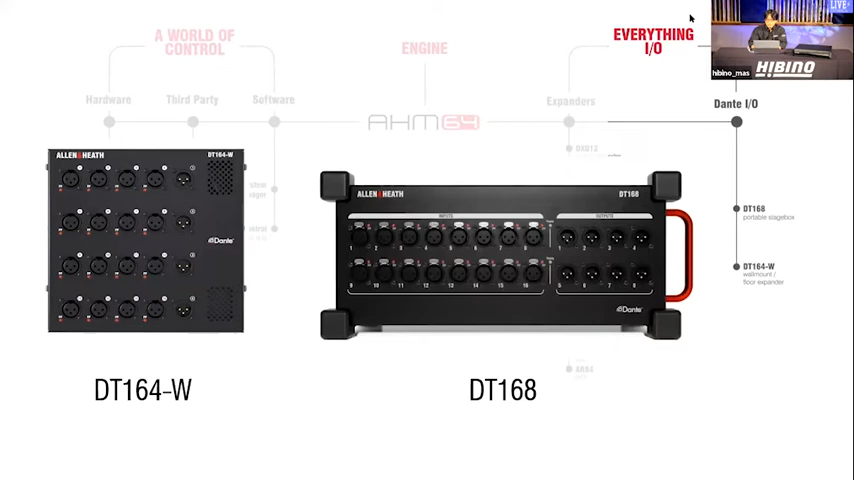 A WORLD OF
CONTROL
ENGINE
EVERYTHING
I/O
LIVE
hibino_mas
HIBINO
Hardware
Third Party
Software
Expanders
Dante I/O
AHM64
DX012
ALLEN&HEATH
DT164-W
Dante
ALLEN&HEATH
DT168
INPUTS
OUTPUTS
1 2 3 4 5 6 7 8
1 2 3 4
9 10 11 12 13 14 15 16
5 6 7 8
Dante
DT168
portable stagebox
DT164-W
wallmount /
floor expander
AR84
DT164-W
DT168